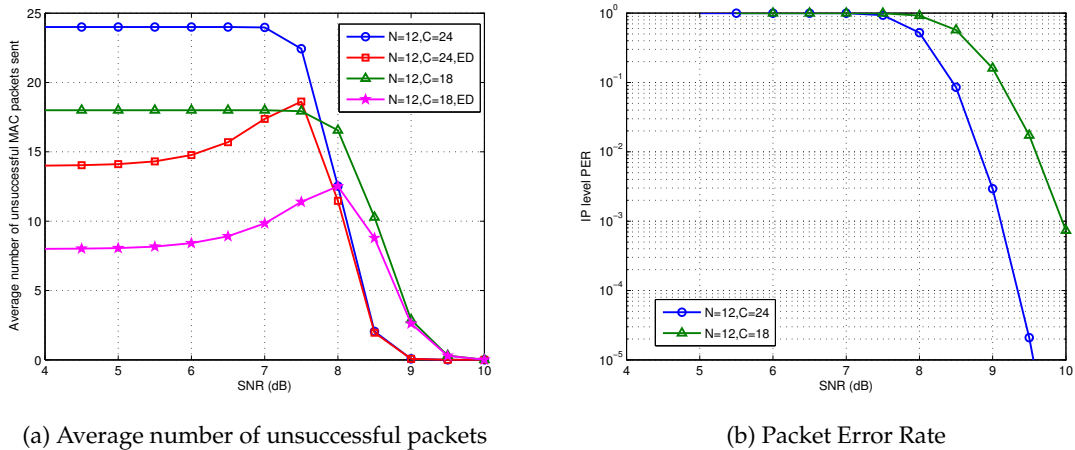 25
20
15
10
5
0
4 5 6 7 8 9 10
SNR (dB)
Average number of unsuccessful MAC packets sent
N=12,C=24
N=12,C=24,ED
N=12,C=18
N=12,C=18,ED
(a) Average number of unsuccessful packets
10^0
10^-1
10^-2
10^-3
10^-4
10^-5
4 5 6 7 8 9 10
SNR (dB)
IP level PER
N=12,C=24
N=12,C=18
(b) Packet Error Rate